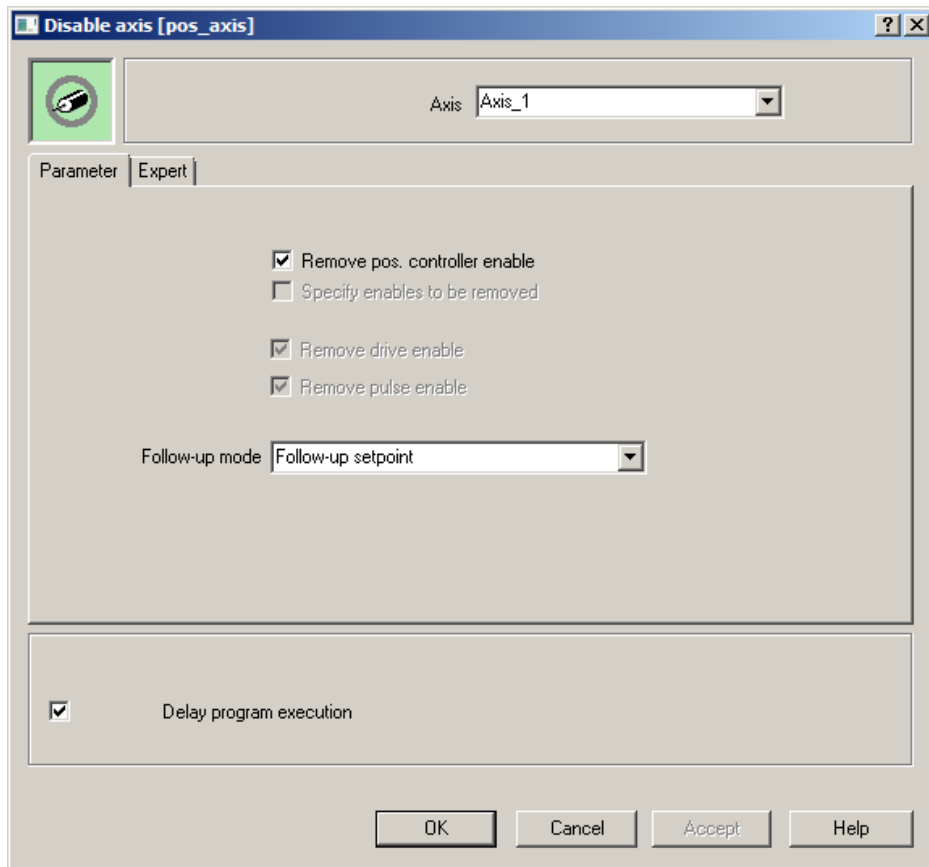 Disable axis [pos_axis]
Axis Axis_1
Parameter Expert
Remove pos. controller enable
Specify enables to be removed
Remove drive enable
Remove pulse enable
Follow-up mode Follow-up setpoint
Delay program execution
OK Cancel Accept Help